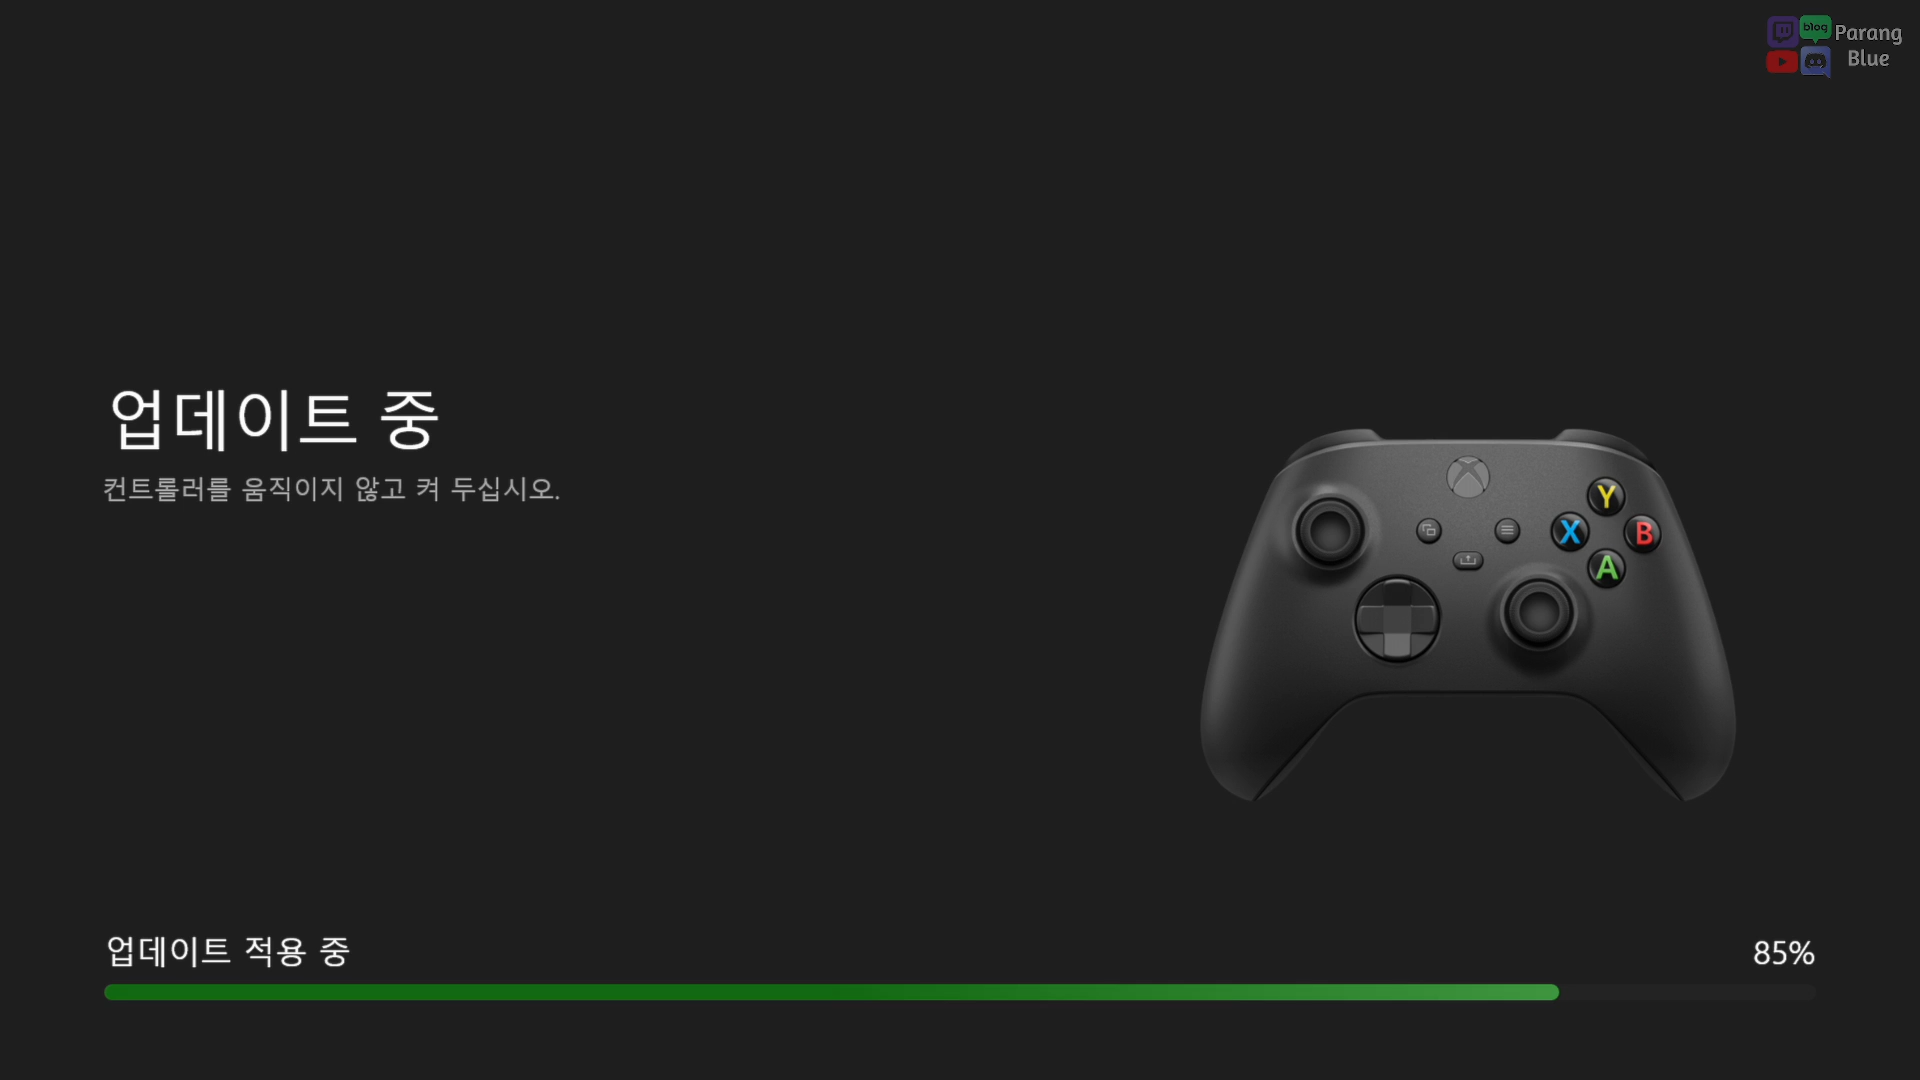 blog
Parang
Blue
업데이트 중
컨트롤러를 움직이지 않고 켜 두십시오.
Y
X
B
A
업데이트 적용 중
85%